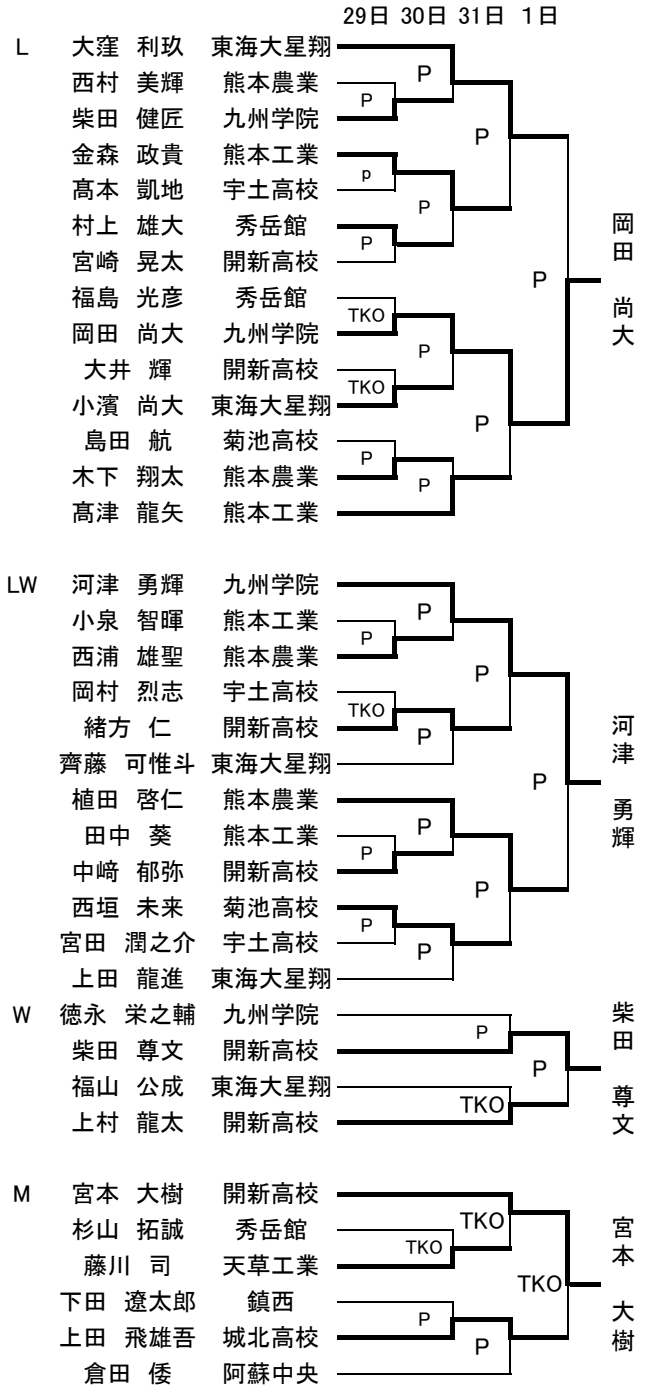 29日 30日 31日 1日
L 大窪 利玖 東海大星翔
P
西村 美輝 熊本農業
P
柴田 健匠 九州学院
P
金森 政貴 熊本工業
p
髙本 凱地 宇土高校
P
村上 雄大 秀岳館
P
宮崎 晃太 開新高校
P
岡田 尚大
福島 光彦 秀岳館
TKO
岡田 尚大 九州学院
P
大井 輝 開新高校
TKO
小濱 尚大 東海大星翔
P
島田 航 菊池高校
P
木下 翔太 熊本農業
P
髙津 龍矢 熊本工業
LW 河津 勇輝 九州学院
P
小泉 智暉 熊本工業
P
西浦 雄聖 熊本農業
P
岡村 烈志 宇土高校
TKO
緒方 仁 開新高校
P
齊藤 可惟斗 東海大星翔
P
河津 勇輝
植田 啓仁 熊本農業
P
田中 葵 熊本工業
P
中﨑 郁弥 開新高校
P
西垣 未来 菊池高校
P
宮田 潤之介 宇土高校
P
上田 龍進 東海大星翔
W 徳永 栄之輔 九州学院
P
柴田 尊文 開新高校
P
柴田 尊文
福山 公成 東海大星翔
TKO
上村 龍太 開新高校
M 宮本 大樹 開新高校
TKO
杉山 拓誠 秀岳館
TKO
藤川 司 天草工業
TKO
宮本 大樹
下田 遼太郎 鎮西
P
上田 飛雄吾 城北高校
P
倉田 倭 阿蘇中央